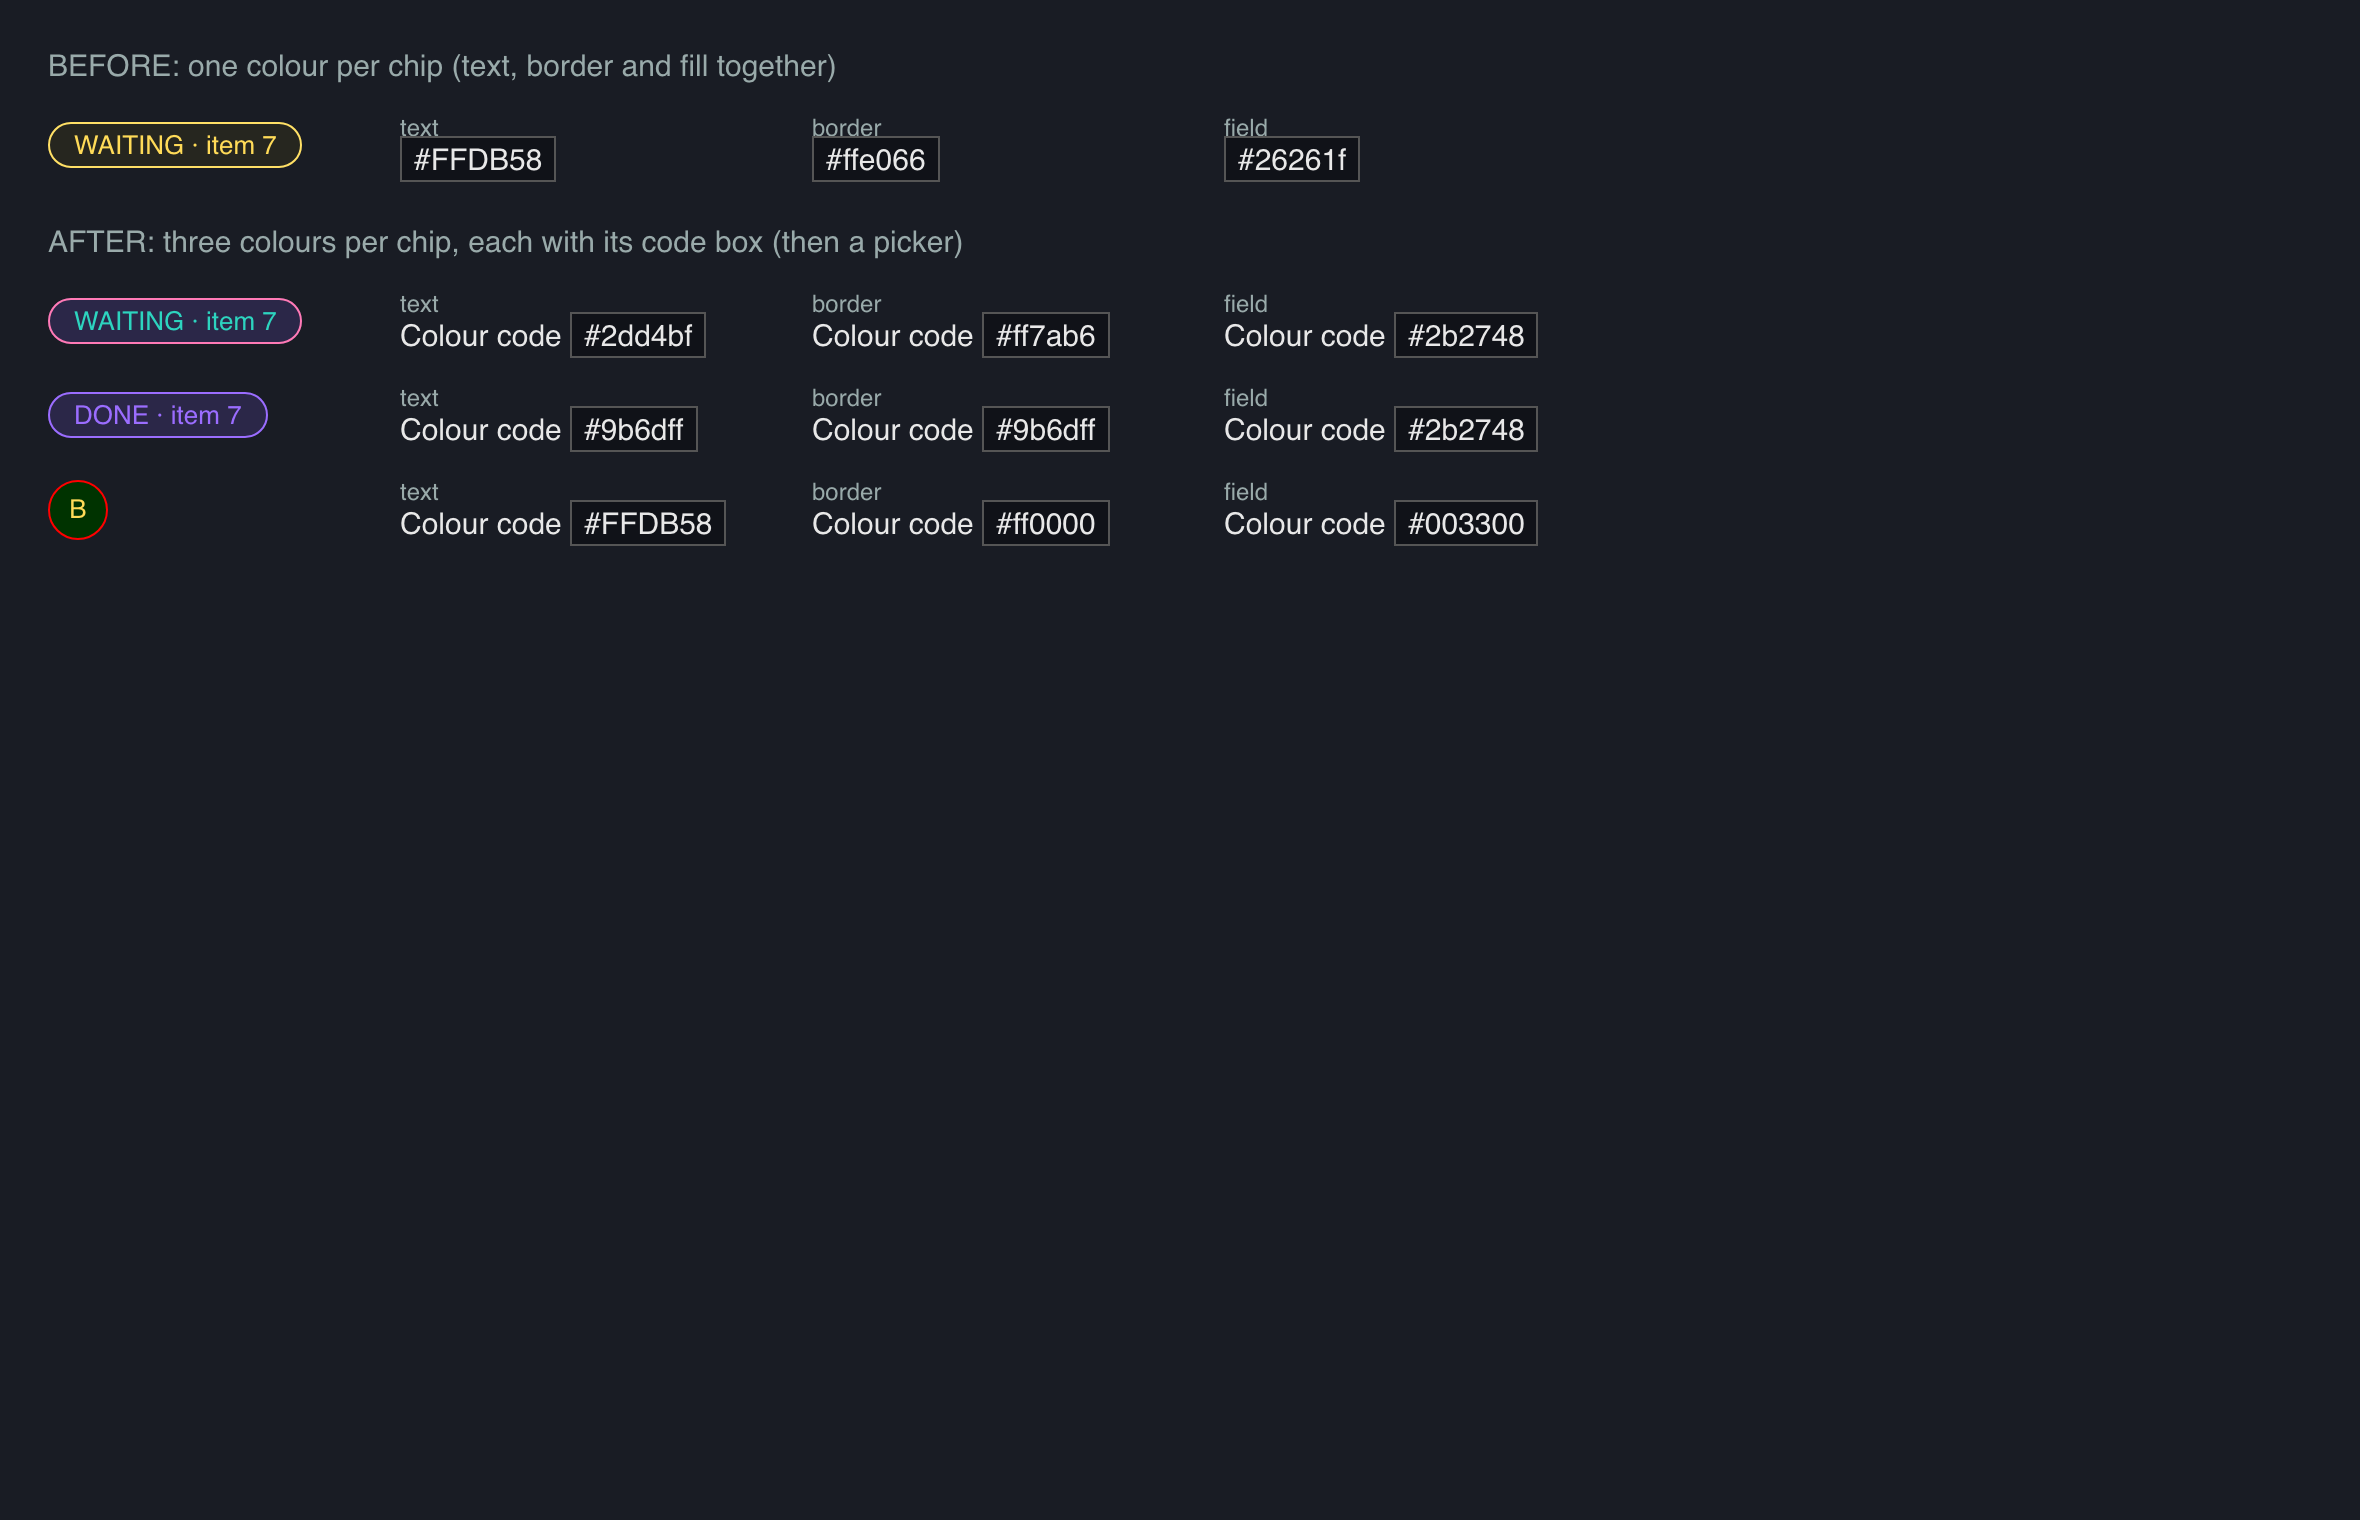 BEFORE: one colour per chip (text, border and fill together)
WAITING · item 7
text
#FFDB58
border
#ffe066
field
#26261f
AFTER: three colours per chip, each with its code box (then a picker)
WAITING · item 7
text
Colour code #2dd4bf
border
Colour code #ff7ab6
field
Colour code #2b2748
DONE · item 7
text
Colour code #9b6dff
border
Colour code #9b6dff
field
Colour code #2b2748
B
text
Colour code #FFDB58
border
Colour code #ff0000
field
Colour code #003300